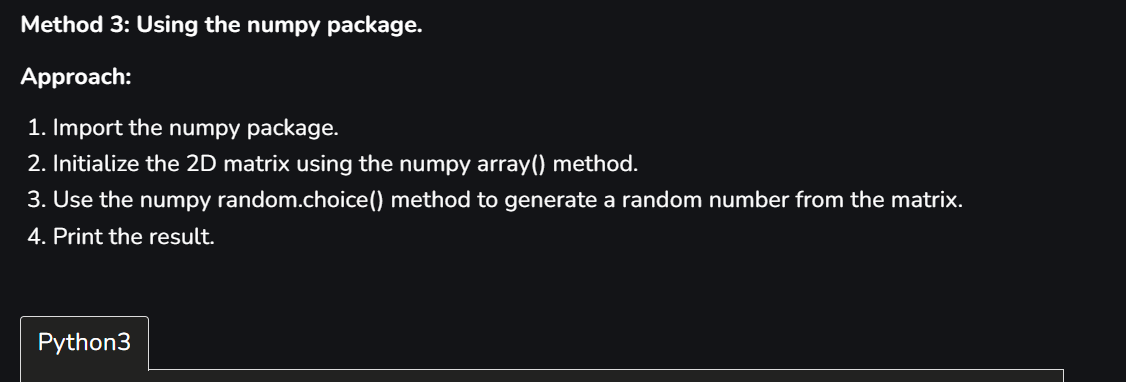 Method 3: Using the numpy package.
Approach:
1. Import the numpy package.
2. Initialize the 2D matrix using the numpy array() method.
3. Use the numpy random.choice() method to generate a random number from the matrix.
4. Print the result.
Python3